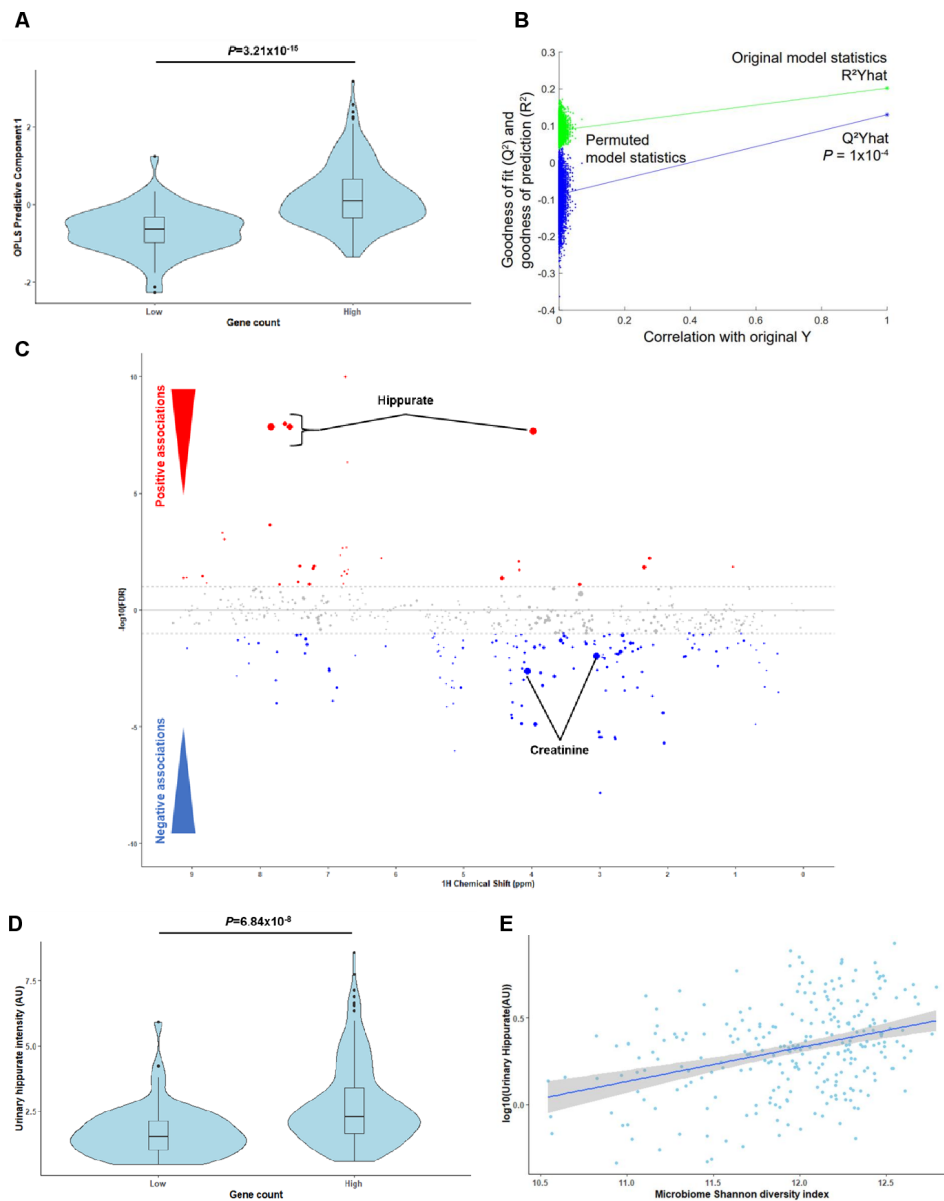 A
P=3.21x10⁻¹⁵
OPLS Predictive Component 1
2
0
-2
Low
High
Gene count
B
Goodness of fit (Q²) and
goodness of prediction (R²)
0.3
0.2
0.1
0
-0.1
-0.2
-0.3
-0.4
Original model statistics
R²Yhat
Permuted
model statistics
Q²Yhat
P = 1x10⁻⁴
0
0.2
0.4
0.6
0.8
1
Correlation with original Y
C
Positive associations
Negative associations
-log10(FDR)
10
5
0
-5
-10
Hippurate
Creatinine
9
8
7
6
5
4
3
2
1
0
1H Chemical Shift (ppm)
D
P=6.84x10⁻⁸
Urinary hippurate intensity (AU)
7.5
5.0
2.5
Low
High
Gene count
E
log10(Urinary Hippurate(AU))
0.5
0.0
10.5
11.0
11.5
12.0
12.5
Microbiome Shannon diversity index